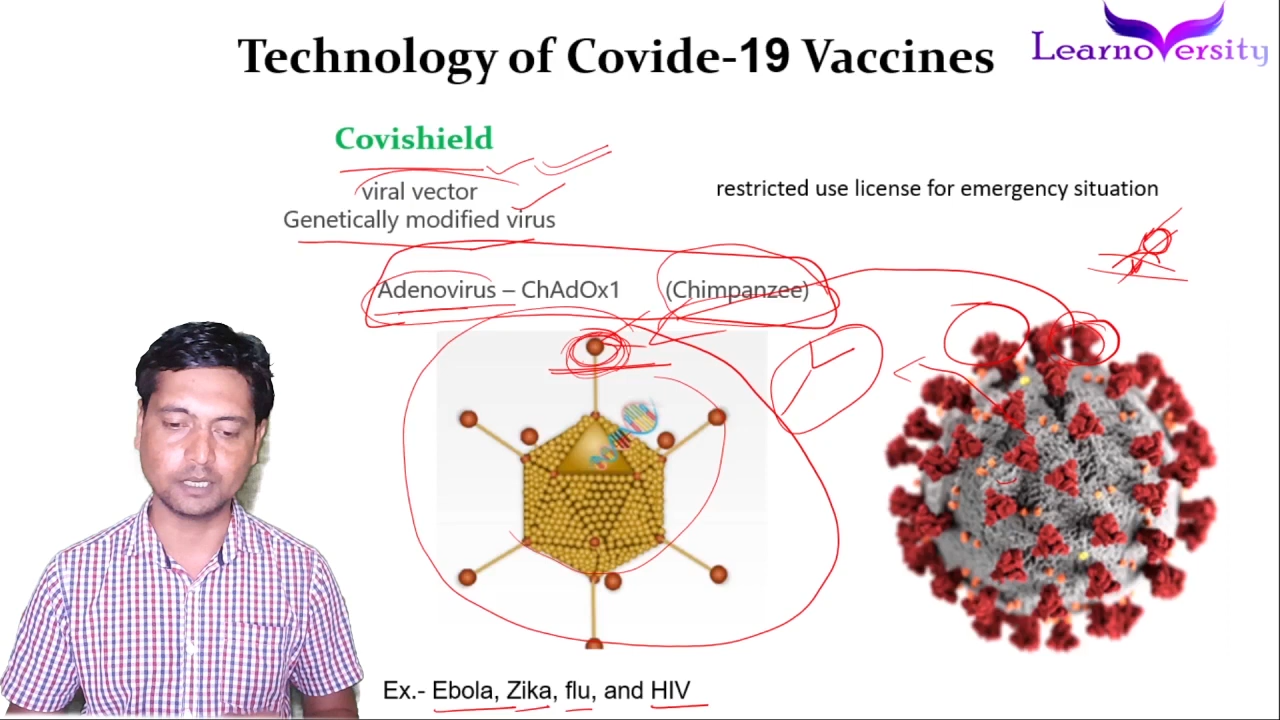 Technology of Covide-19 Vaccines
LearnoVersity
Covishield
viral vector
Genetically modified virus
restricted use license for emergency situation
Adenovirus – ChAdOx1 (Chimpanzee)
Ex.- Ebola, Zika, flu, and HIV